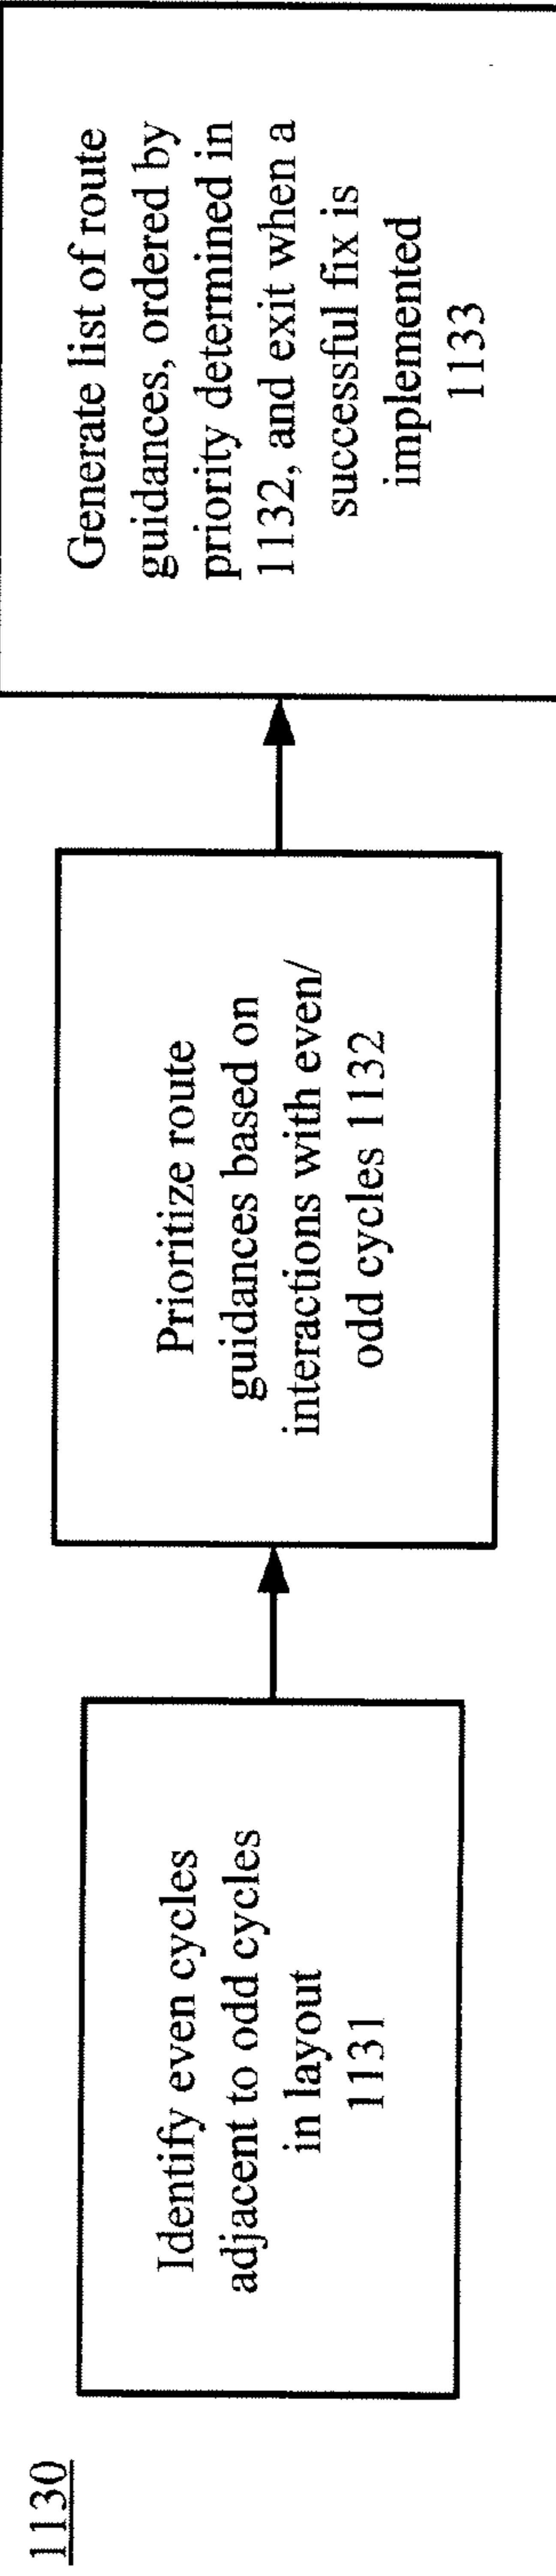 1130
Identify even cycles
adjacent to odd cycles
in layout
1131
Prioritize route
guidances based on
interactions with even/
odd cycles 1132
Generate list of route
guidances, ordered by
priority determined in
1132, and exit when a
successful fix is
implemented
1133